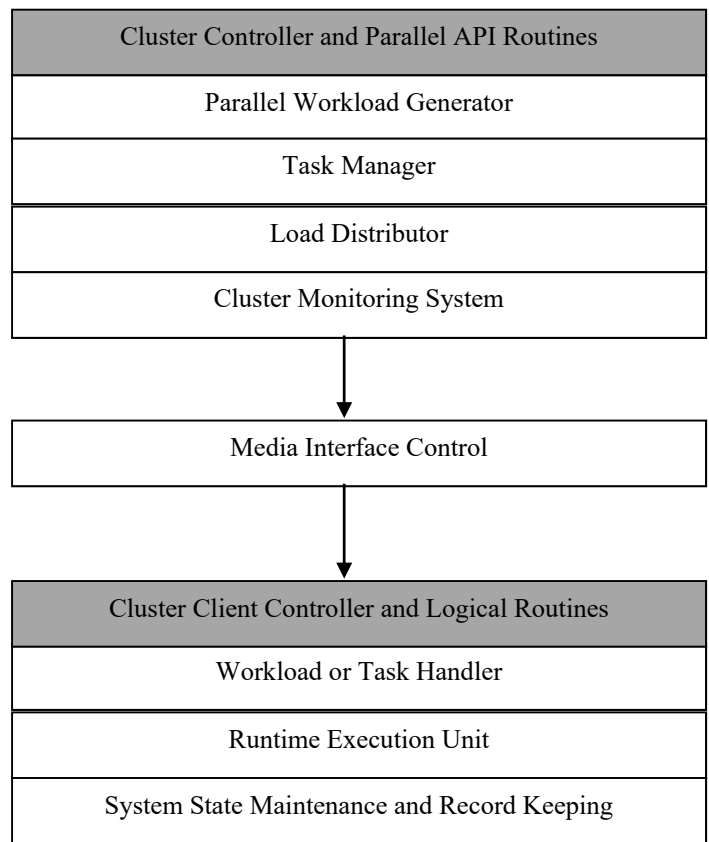 Cluster Controller and Parallel API Routines
Parallel Workload Generator
Task Manager
Load Distributor
Cluster Monitoring System
Media Interface Control
Cluster Client Controller and Logical Routines
Workload or Task Handler
Runtime Execution Unit
System State Maintenance and Record Keeping